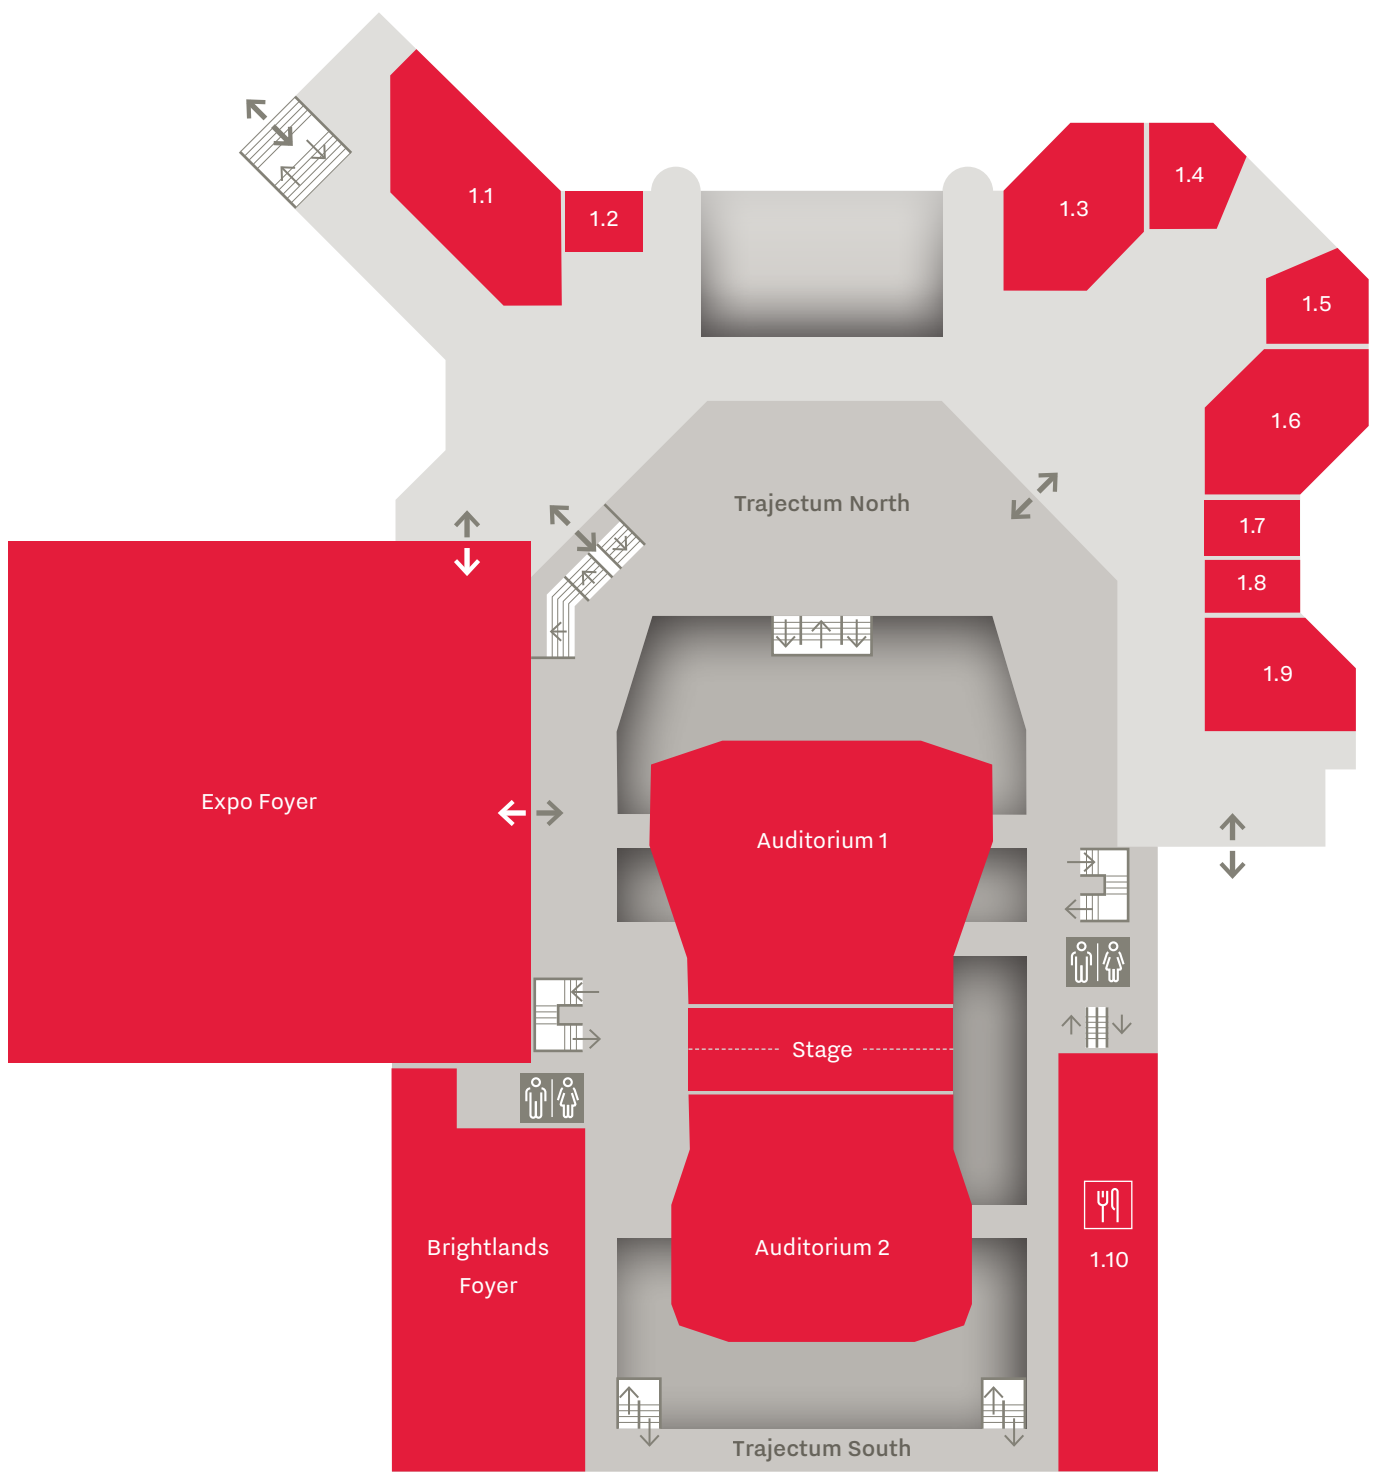 1.1
1.2
1.3
1.4
1.5
1.6
Trajectum North
1.7
1.8
1.9
Expo Foyer
Auditorium 1
Stage
Brightlands
Foyer
Auditorium 2
1.10
Trajectum South